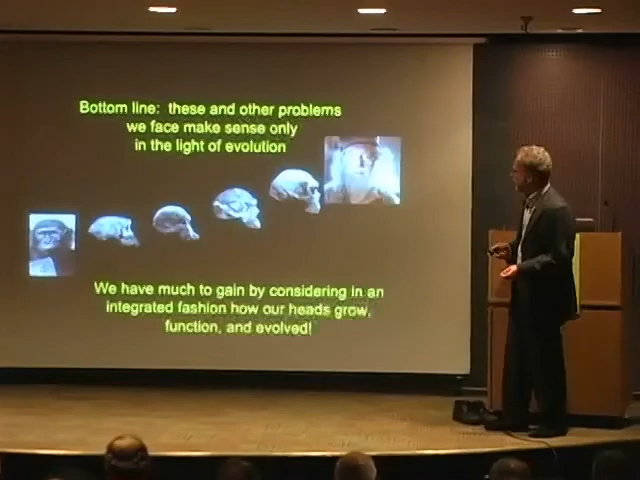 Bottom line:  these and other problems
we face make sense only
in the light of evolution
We have much to gain by considering in an
integrated fashion how our heads grow,
function, and evolved!